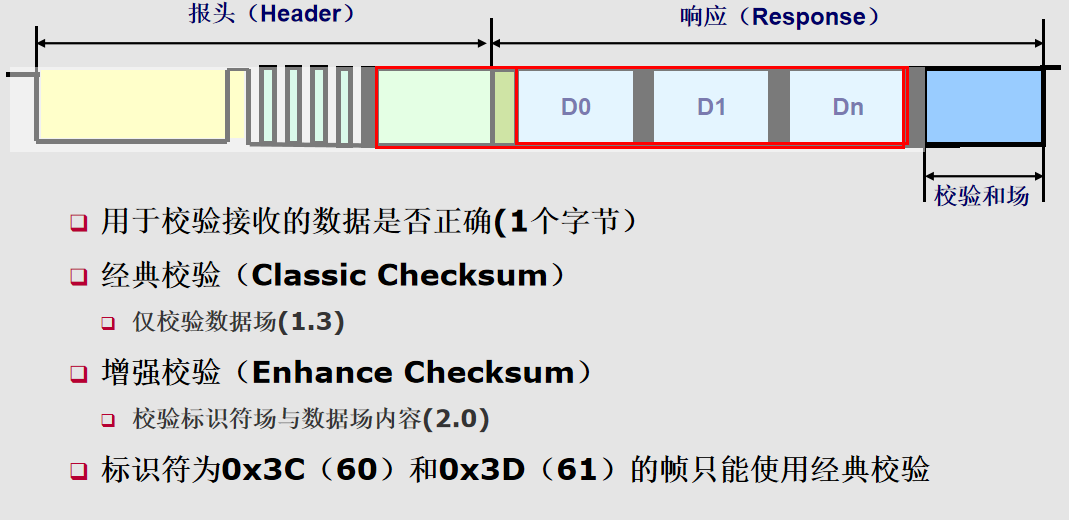 报头（Header）
响应（Response）
D0
D1
Dn
校验和场
用于校验接收的数据是否正确(1个字节）
经典校验（Classic Checksum）
仅校验数据场(1.3)
增强校验（Enhance Checksum）
校验标识符场与数据场内容(2.0)
标识符为0x3C（60）和0x3D（61）的帧只能使用经典校验